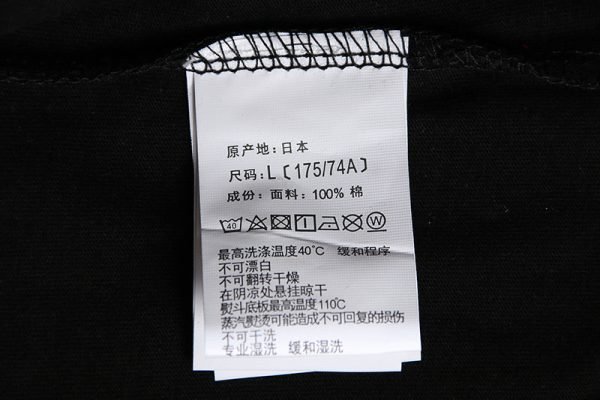 原产地: 日本
尺码: L〔175/74A〕
成份: 面料: 100% 棉
40 W
最高洗涤温度40℃ 缓和程序
不可漂白
不可翻转干燥
在阴凉处悬挂晾干
熨斗底板最高温度110℃
蒸汽熨烫可能造成不可回复的损伤
不可干洗
专业湿洗 缓和湿洗